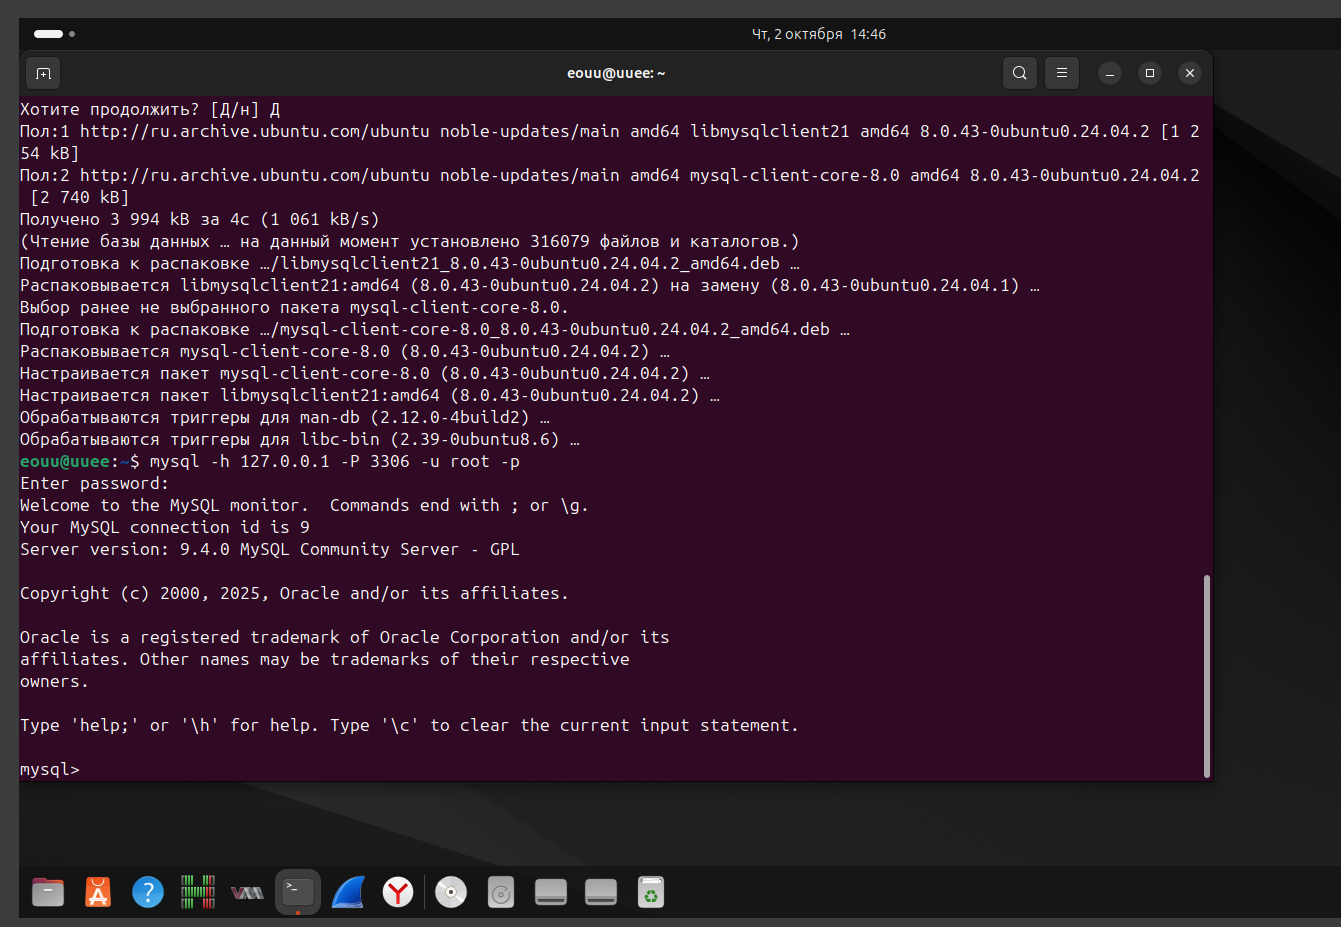 Чт, 2 октября 14:46
eouu@uuee: ~
Хотите продолжить? [Д/н] Д
Пол:1 http://ru.archive.ubuntu.com/ubuntu noble-updates/main amd64 libmysqlclient21 amd64 8.0.43-0ubuntu0.24.04.2 [1 2
54 kB]
Пол:2 http://ru.archive.ubuntu.com/ubuntu noble-updates/main amd64 mysql-client-core-8.0 amd64 8.0.43-0ubuntu0.24.04.2
[2 740 kB]
Получено 3 994 kB за 4с (1 061 kB/s)
(Чтение базы данных … на данный момент установлено 316079 файлов и каталогов.)
Подготовка к распаковке …/libmysqlclient21_8.0.43-0ubuntu0.24.04.2_amd64.deb …
Распаковывается libmysqlclient21:amd64 (8.0.43-0ubuntu0.24.04.2) на замену (8.0.43-0ubuntu0.24.04.1) …
Выбор ранее не выбранного пакета mysql-client-core-8.0.
Подготовка к распаковке …/mysql-client-core-8.0_8.0.43-0ubuntu0.24.04.2_amd64.deb …
Распаковывается mysql-client-core-8.0 (8.0.43-0ubuntu0.24.04.2) …
Настраивается пакет mysql-client-core-8.0 (8.0.43-0ubuntu0.24.04.2) …
Настраивается пакет libmysqlclient21:amd64 (8.0.43-0ubuntu0.24.04.2) …
Обрабатываются триггеры для man-db (2.12.0-4build2) …
Обрабатываются триггеры для libc-bin (2.39-0ubuntu8.6) …
eouu@uuee:~$ mysql -h 127.0.0.1 -P 3306 -u root -p
Enter password:
Welcome to the MySQL monitor.  Commands end with ; or \g.
Your MySQL connection id is 9
Server version: 9.4.0 MySQL Community Server - GPL
Copyright (c) 2000, 2025, Oracle and/or its affiliates.
Oracle is a registered trademark of Oracle Corporation and/or its
affiliates. Other names may be trademarks of their respective
owners.
Type 'help;' or '\h' for help. Type '\c' to clear the current input statement.
mysql>